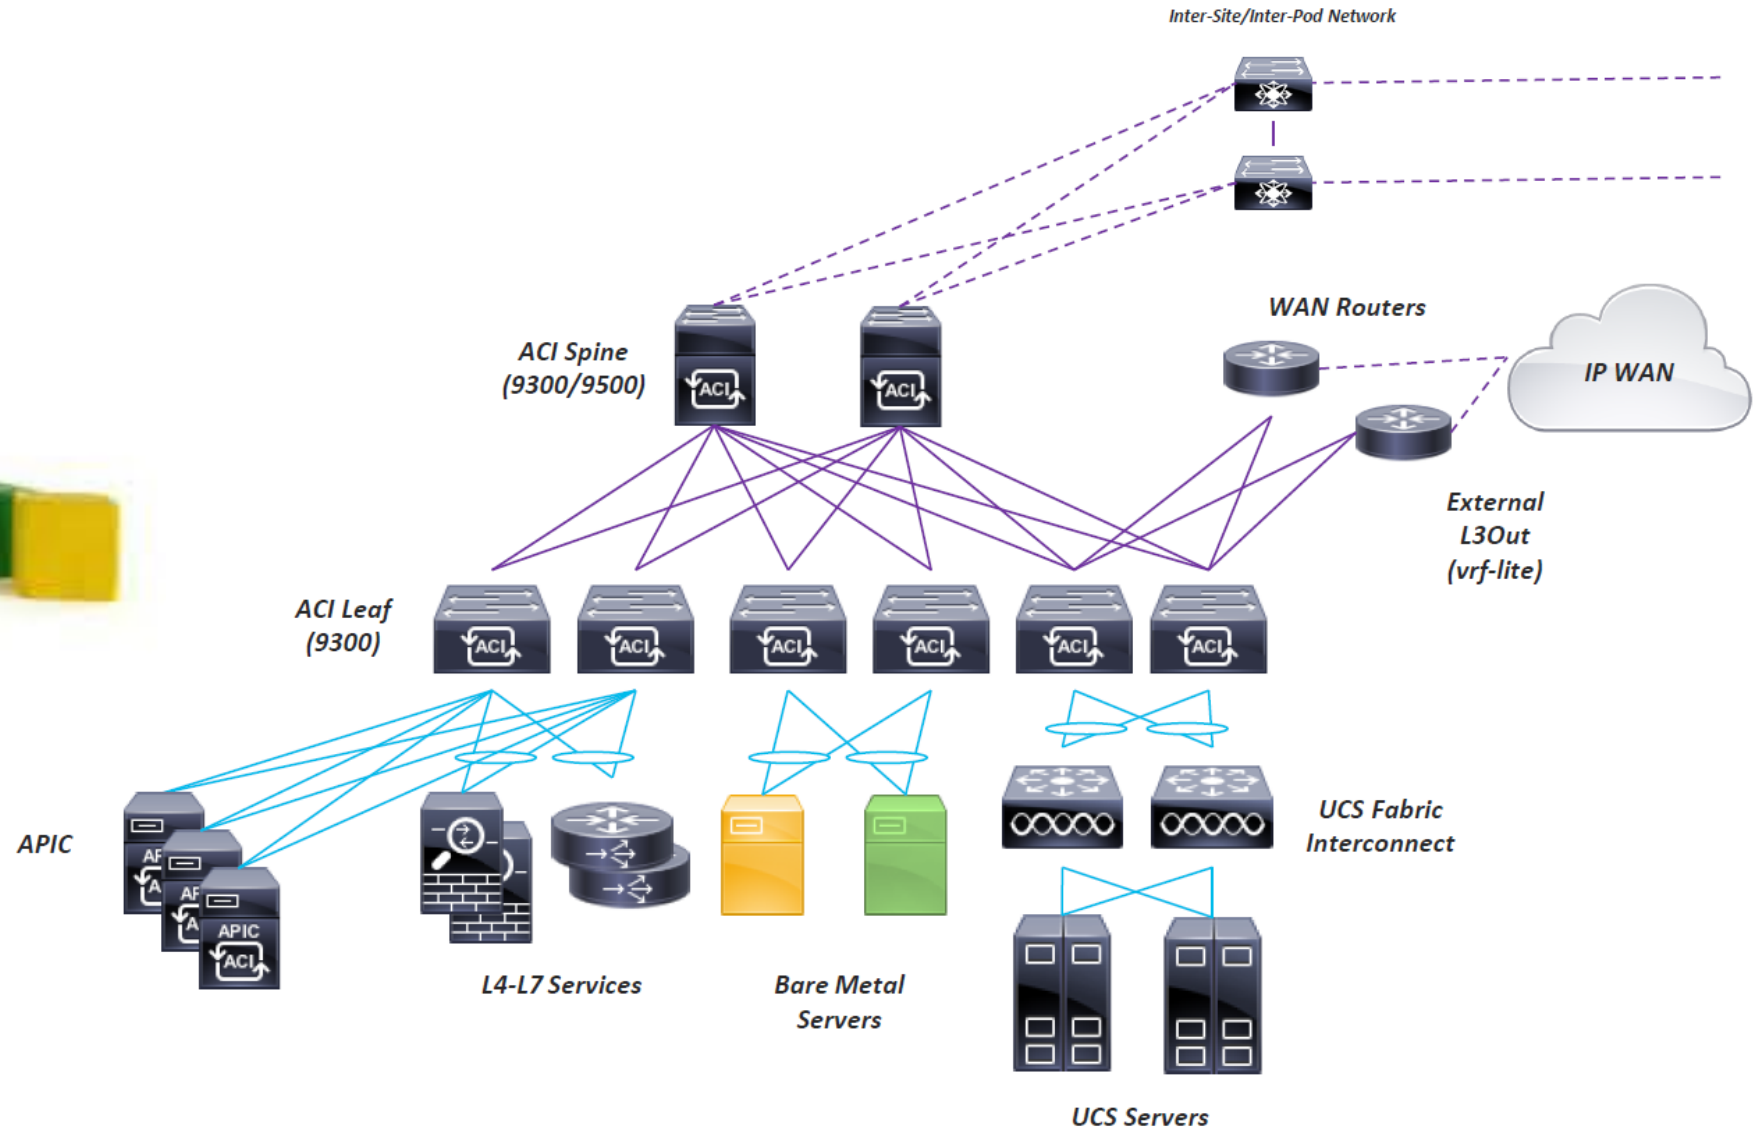 Inter-Site/Inter-Pod Network
WAN Routers
IP WAN
ACI Spine
(9300/9500)
ACI
ACI
External
L3Out
(vrf-lite)
ACI Leaf
(9300)
ACI
ACI
ACI
ACI
ACI
ACI
APIC
AP
A
AP
A
APIC
ACI
UCS Fabric
Interconnect
L4-L7 Services
Bare Metal
Servers
UCS Servers